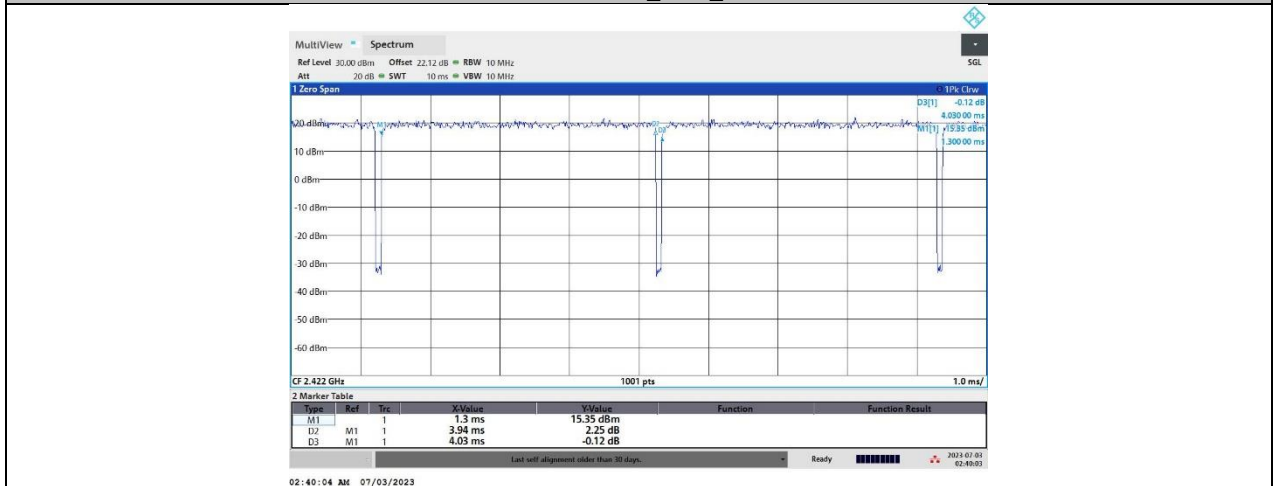 MultiView Spectrum
Ref Level 30.00 dBm Offset 22.12 dB RBW 10 MHz SGL
Att 20 dB SWT 10 ms VBW 10 MHz
1 Zero Span 1Pk Clrw
D3[1] -0.12 dB
4.030 00 ms
20 dBm M1 D2 D3 M1[1] 15.35 dBm
1.300 00 ms
10 dBm
0 dBm
-10 dBm
-20 dBm
-30 dBm
-40 dBm
-50 dBm
-60 dBm
CF 2.422 GHz 1001 pts 1.0 ms/
2 Marker Table
Type Ref Trc X-Value Y-Value Function Function Result
M1 1 1.3 ms 15.35 dBm
D2 M1 1 3.94 ms 2.25 dB
D3 M1 1 4.03 ms -0.12 dB
Last self alignment older than 30 days. Ready 2023-07-03
02:40:03
02:40:04 AM 07/03/2023